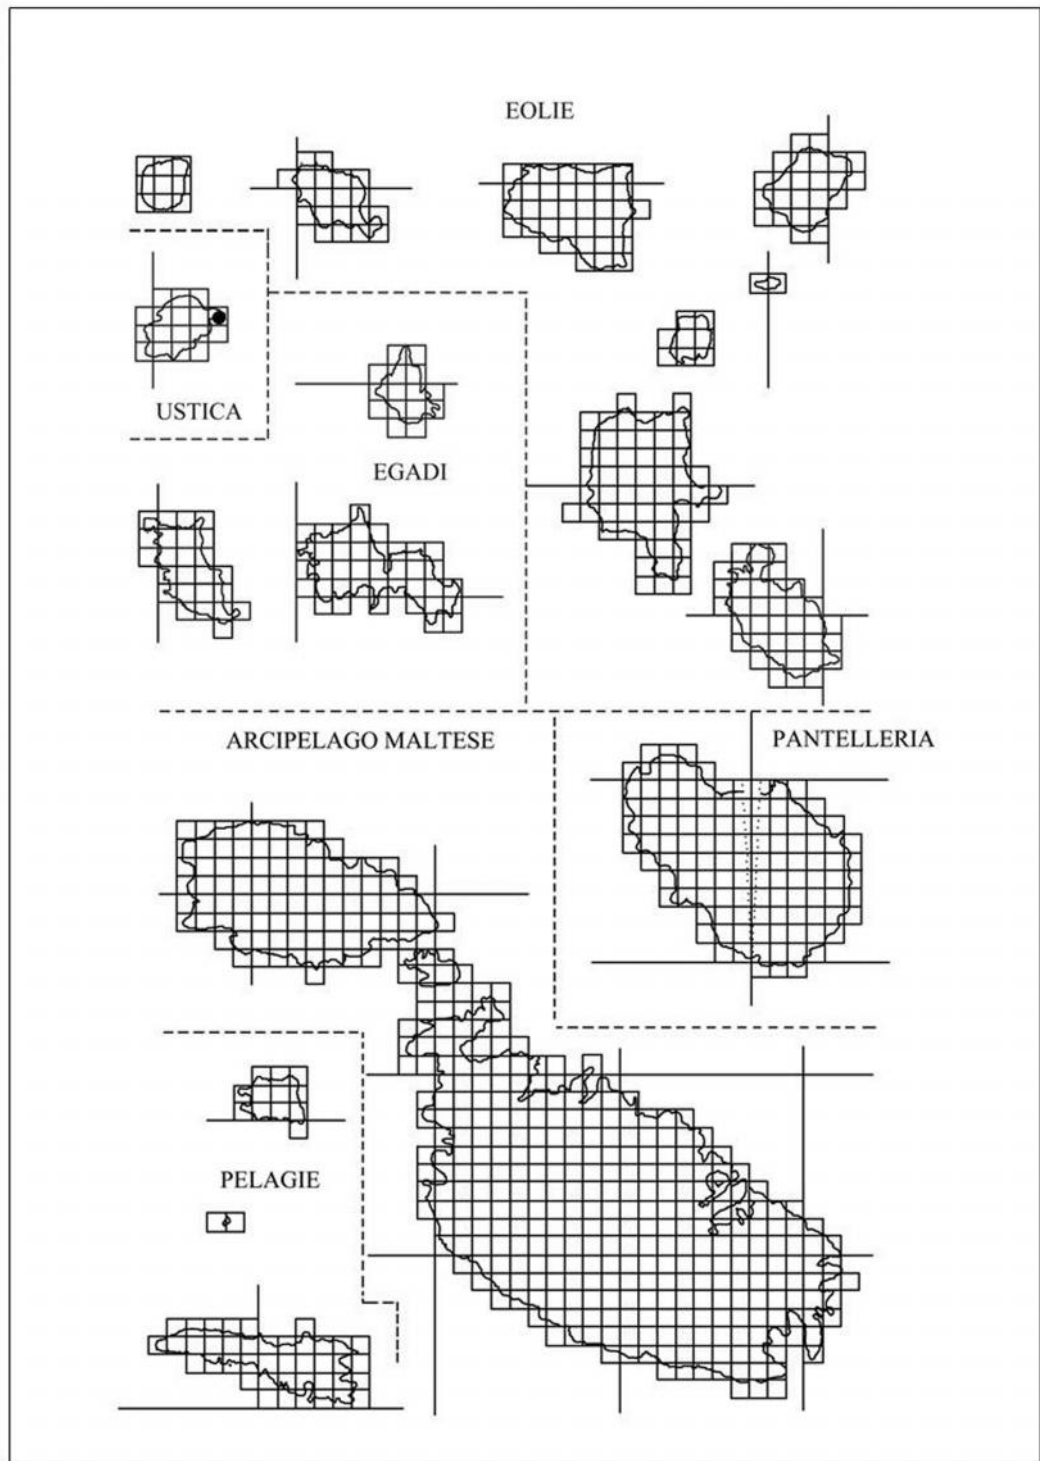 EOLIE
USTICA
EGADI
ARCIPELAGO MALTESE
PANTELLERIA
PELAGIE